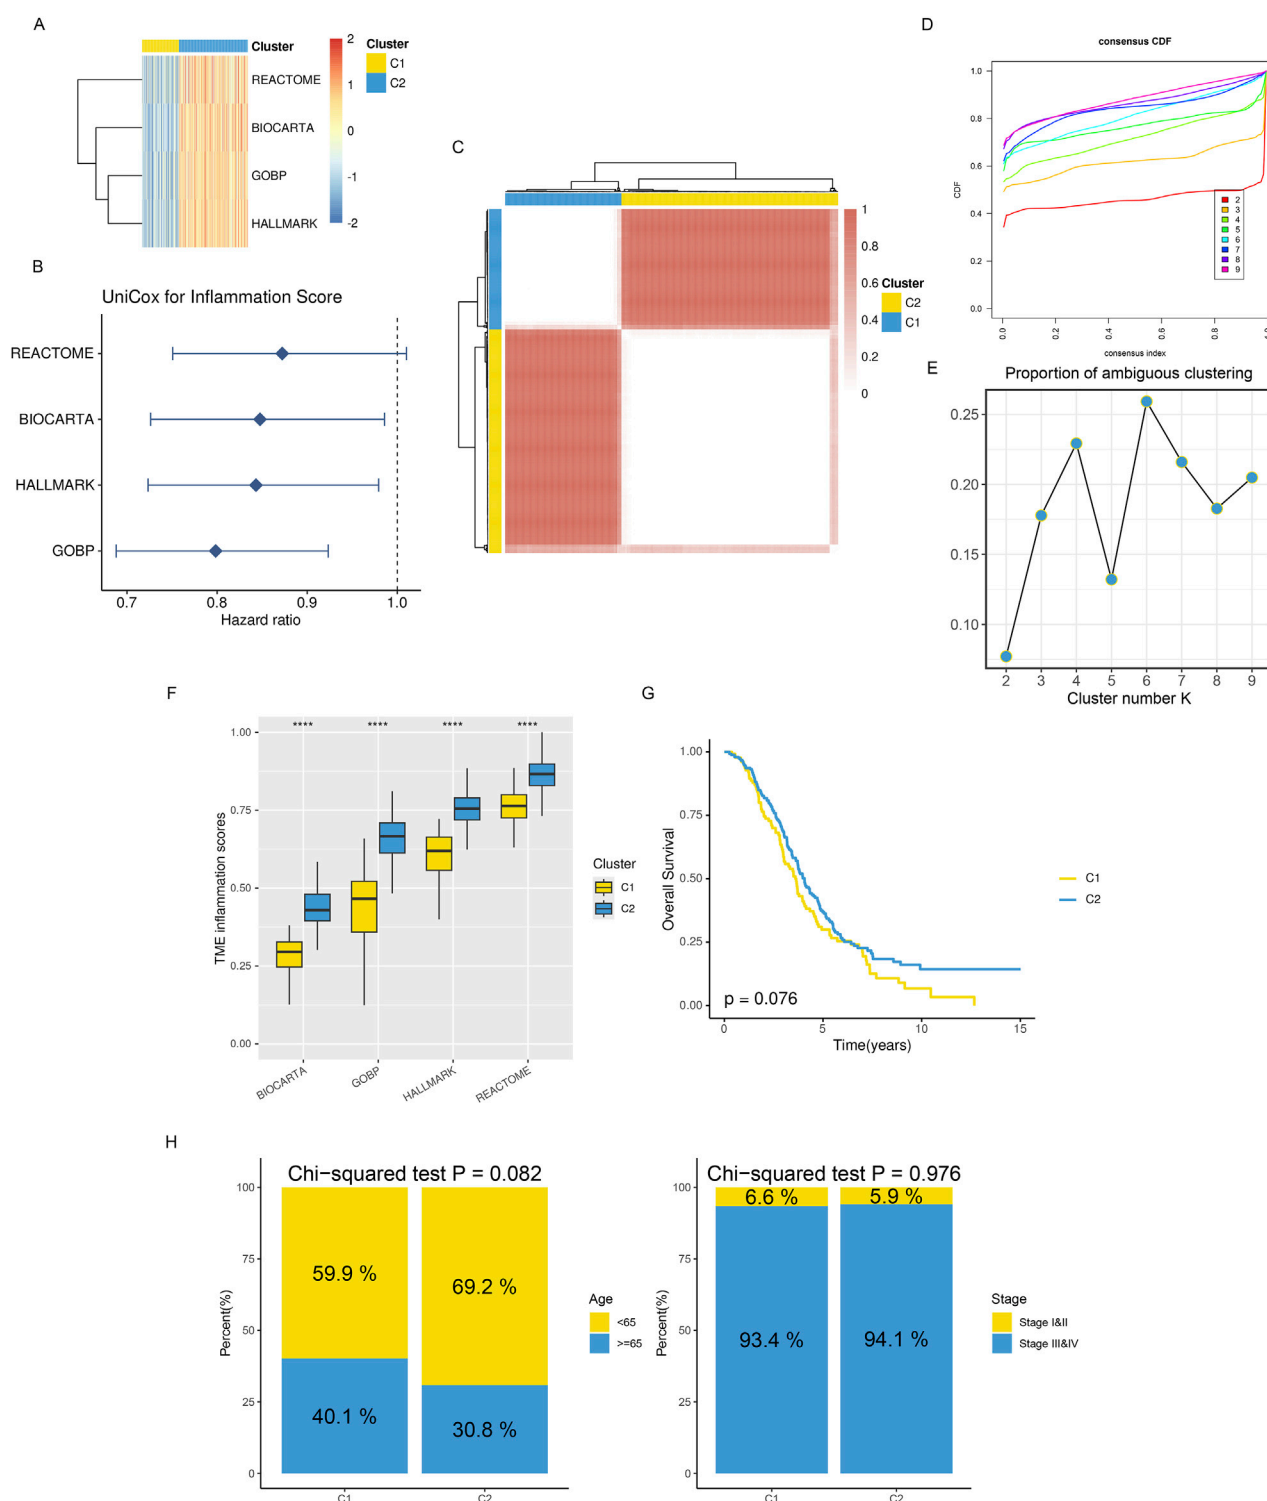 A
Cluster
REACTOME
BIOCARTA
GOBP
HALLMARK
2
1
0
-1
-2
Cluster
C1
C2
B
UniCox for Inflammation Score
REACTOME
BIOCARTA
HALLMARK
GOBP
0.7 0.8 0.9 1.0
Hazard ratio
C
1
0.8
0.6
0.4
0.2
0
Cluster
C2
C1
D
consensus CDF
1.0
0.8
0.6
0.4
0.2
0.0
CDF
2
3
4
5
6
7
8
9
0.0 0.2 0.4 0.6 0.8
consensus index
E
Proportion of ambiguous clustering
0.25
0.20
0.15
0.10
2 3 4 5 6 7 8 9
Cluster number K
F
**** **** **** ****
1.00
0.75
0.50
0.25
0.00
TME inflamation scores
BIOCARTA GOBP HALLMARK REACTOME
Cluster
C1
C2
G
1.00
0.75
0.50
0.25
0.00
Overall Survival
p = 0.076
0 5 10 15
Time(years)
C1
C2
H
Chi-squared test P = 0.082
100
75
50
25
0
Percent(%)
59.9 % 69.2 %
40.1 % 30.8 %
C1 C2
Age
<65
>=65
Chi-squared test P = 0.976
100
75
50
25
0
Percent(%)
6.6 % 5.9 %
93.4 % 94.1 %
C1 C2
Stage
Stage I&II
Stage III&IV